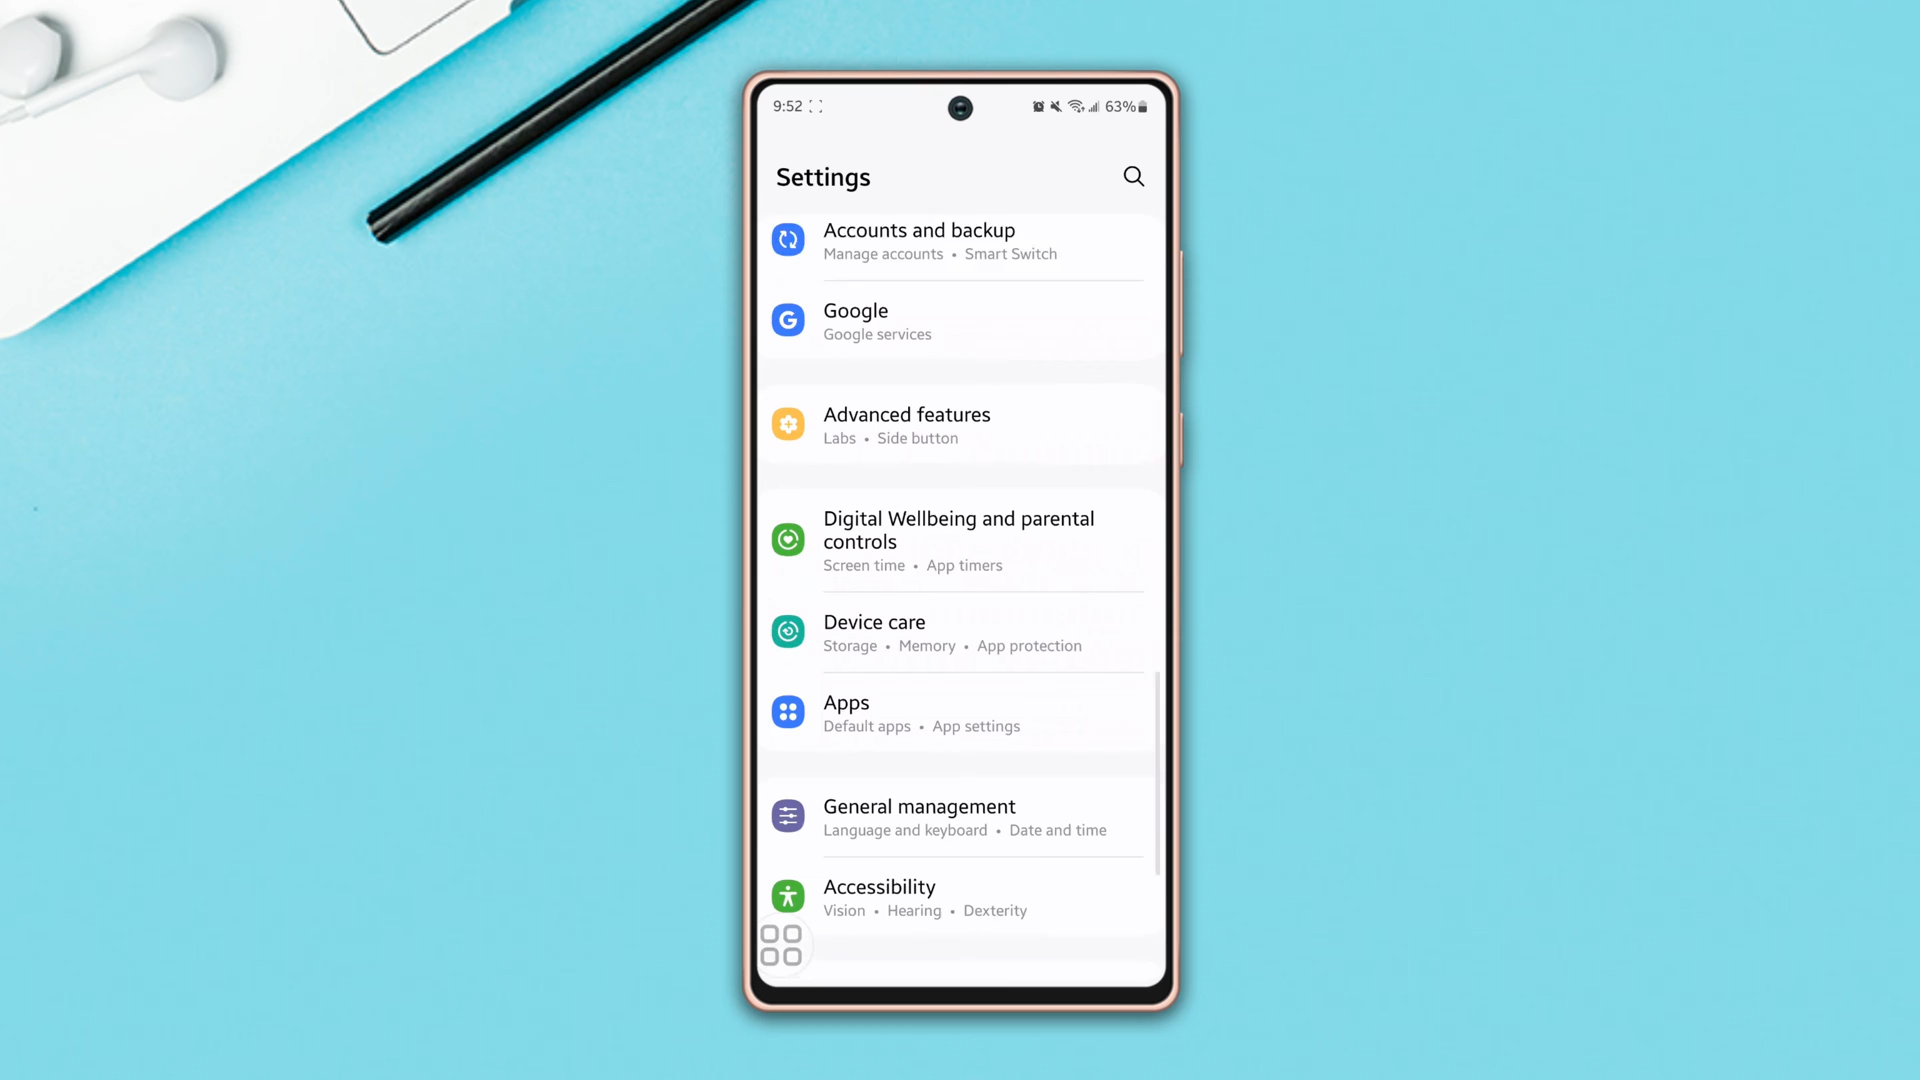 9:52
63%
Settings
Accounts and backup
Manage accounts • Smart Switch
Google
Google services
Advanced features
Labs • Side button
Digital Wellbeing and parental
controls
Screen time • App timers
Device care
Storage • Memory • App protection
Apps
Default apps • App settings
General management
Language and keyboard • Date and time
Accessibility
Vision • Hearing • Dexterity